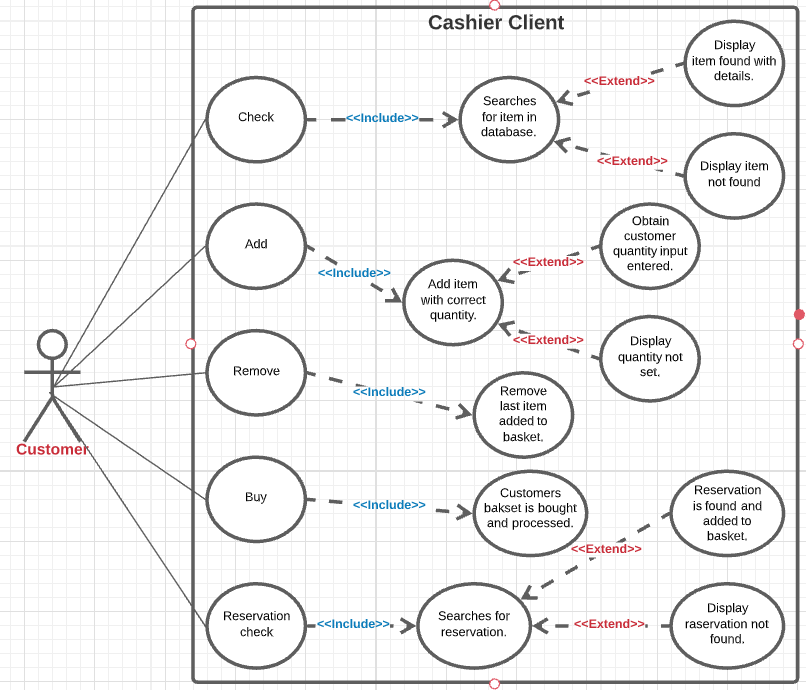 Cashier Client
Display
item found with
details.
<<Extend>>
Check
<<Include>>
Searches
for item in
database.
<<Extend>>
Display item
not found
Add
<<Include>>
Add item
with correct
quantity.
<<Extend>>
Obtain
customer
quantity input
entered.
<<Extend>>
Display
quantity not
set.
Remove
<<Include>>
Remove
last item
added to
basket.
Customer
Buy
<<Include>>
Customers
bakset is bought
and processed.
Reservation
is found and
added to
basket.
<<Extend>>
Reservation
check
<<Include>>
Searches for
reservation.
<<Extend>>
Display
raservation not
found.